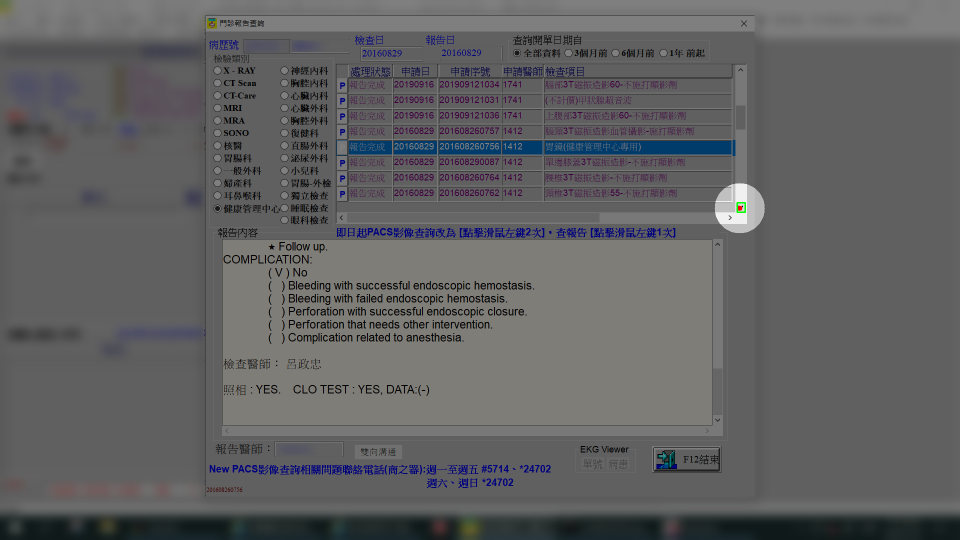 門診報告查詢
病歷號
檢查日 報告日
20160829 20160829
查詢開單日期自
全部資料 3個月前 6個月前 1年 前起
檢驗類別
X - RAY 神經內科
CT Scan 胸腔內科
CT-Care 心臟內科
MRI 心臟外科
MRA 胸腔外科
SONO 復健科
核醫 直腸外科
胃腸科 泌尿外科
一般外科 小兒科
婦產科 胃腸-外檢
耳鼻喉科 獨立檢查
健康管理中心 睡眠檢查
眼科檢查
處理狀態 申請日 申請序號 申請醫師 檢查項目
P 報告完成 20190916 201909121034 1741 腦部3T磁振造影60-不施打顯影劑
P 報告完成 20190916 201909121031 1741 (不計價)甲狀腺超音波
P 報告完成 20190916 201909121036 1741 上腹部3T磁振造影60-不施打顯影劑
P 報告完成 20160829 201608260757 1412 腦頸3T磁振造影血管攝影-施打顯影劑
報告完成 20160829 201608260756 1412 胃鏡(健康管理中心專用)
P 報告完成 20160829 201608290087 1412 單邊膝蓋3T磁振造影-不施打顯影劑
P 報告完成 20160829 201608260764 1412 腰椎3T磁振造影-不施打顯影劑
P 報告完成 20160829 201608260762 1412 頸椎3T磁振造影55-不施打顯影劑
報告內容
即日起PACS影像查詢改為 [點擊滑鼠左鍵2次]，查報告 [點擊滑鼠左鍵1次]
★ Follow up.
COMPLICATION:
( V ) No
( ) Bleeding with successful endoscopic hemostasis.
( ) Bleeding with failed endoscopic hemostasis.
( ) Perforation with successful endoscopic closure.
( ) Perforation that needs other intervention.
( ) Complication related to anesthesia.
檢查醫師： 呂政忠
照相 : YES. CLO TEST : YES, DATA:(-)
報告醫師：
雙向溝通
EKG Viewer
單號 病患
F12結束
New PACS影像查詢相關問題聯絡電話(商之器):週一至週五 #5714、*24702
週六、週日 *24702
201608260756